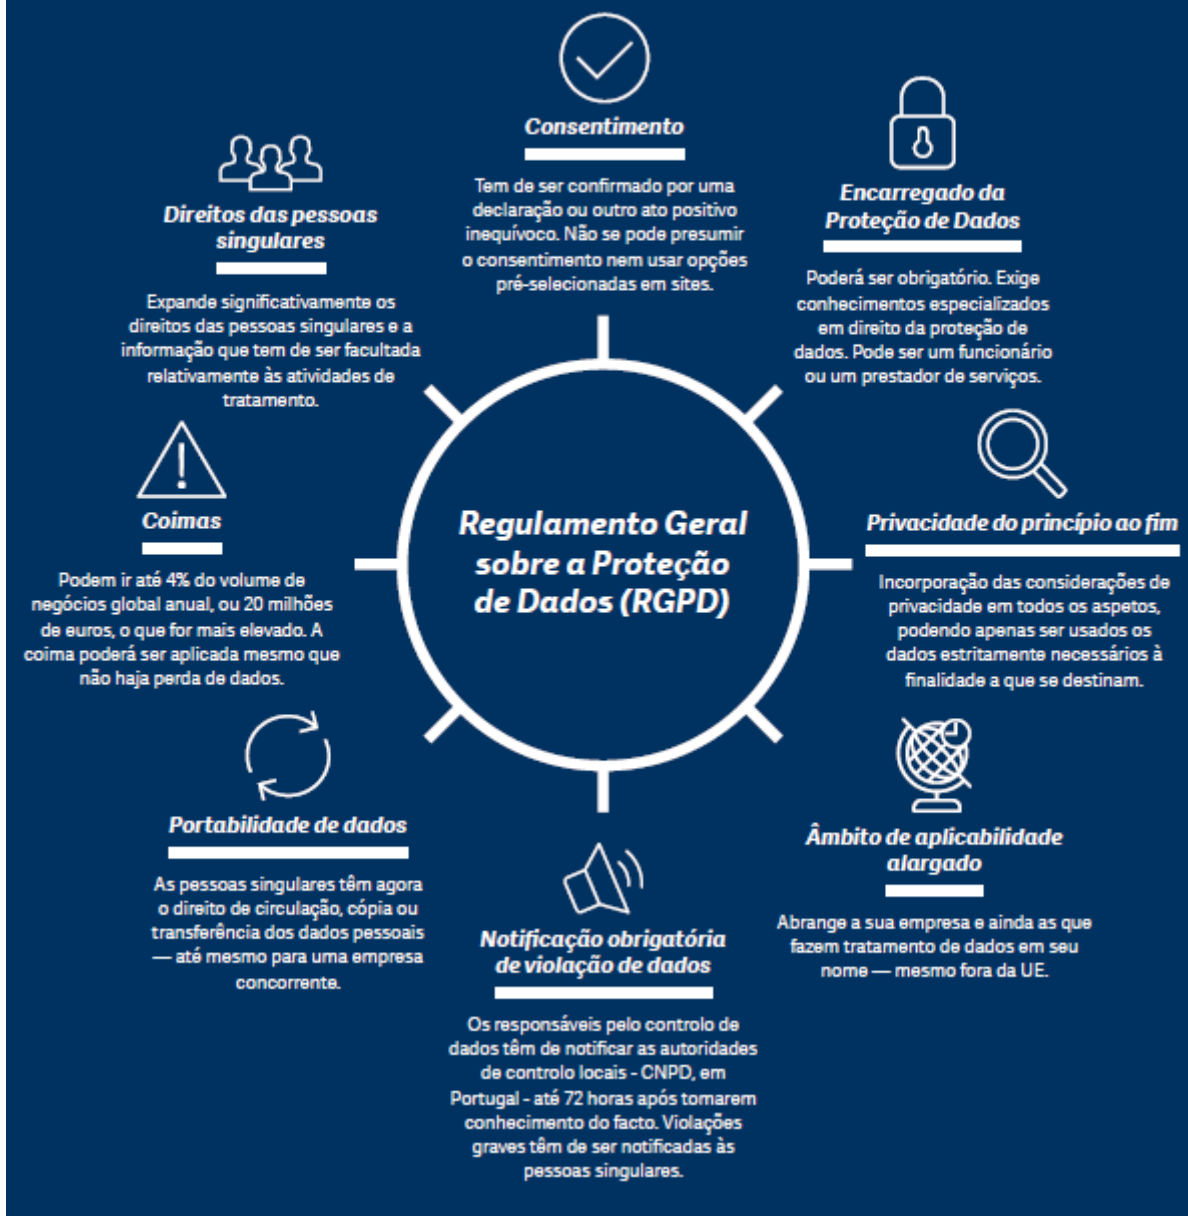 Consentimento
Tem de ser confirmado por uma
declaração ou outro ato positivo
inequívoco. Não se pode presumir
o consentimento nem usar opções
pré-selecionadas em sites.
Encarregado da
Proteção de Dados
Poderá ser obrigatório. Exige
conhecimentos especializados
em direito da proteção de
dados. Pode ser um funcionário
ou um prestador de serviços.
Privacidade do princípio ao fim
Incorporação das considerações de
privacidade em todos os aspetos,
podendo apenas ser usados os
dados estritamente necessários à
finalidade a que se destinam.
Âmbito de aplicabilidade
alargado
Abrange a sua empresa e ainda as que
fazem tratamento de dados em seu
nome — mesmo fora da UE.
Notificação obrigatória
de violação de dados
Os responsáveis pelo controlo de
dados têm de notificar as autoridades
de controlo locais - CNPD, em
Portugal - até 72 horas após tomarem
conhecimento do facto. Violações
graves têm de ser notificadas às
pessoas singulares.
Portabilidade de dados
As pessoas singulares têm agora
o direito de circulação, cópia ou
transferência dos dados pessoais
— até mesmo para uma empresa
concorrente.
Coimas
Podem ir até 4% do volume de
negócios global anual, ou 20 milhões
de euros, o que for mais elevado. A
coima poderá ser aplicada mesmo que
não haja perda de dados.
Direitos das pessoas
singulares
Expande significativamente os
direitos das pessoas singulares e a
informação que tem de ser facultada
relativamente às atividades de
tratamento.
Regulamento Geral
sobre a Proteção
de Dados (RGPD)